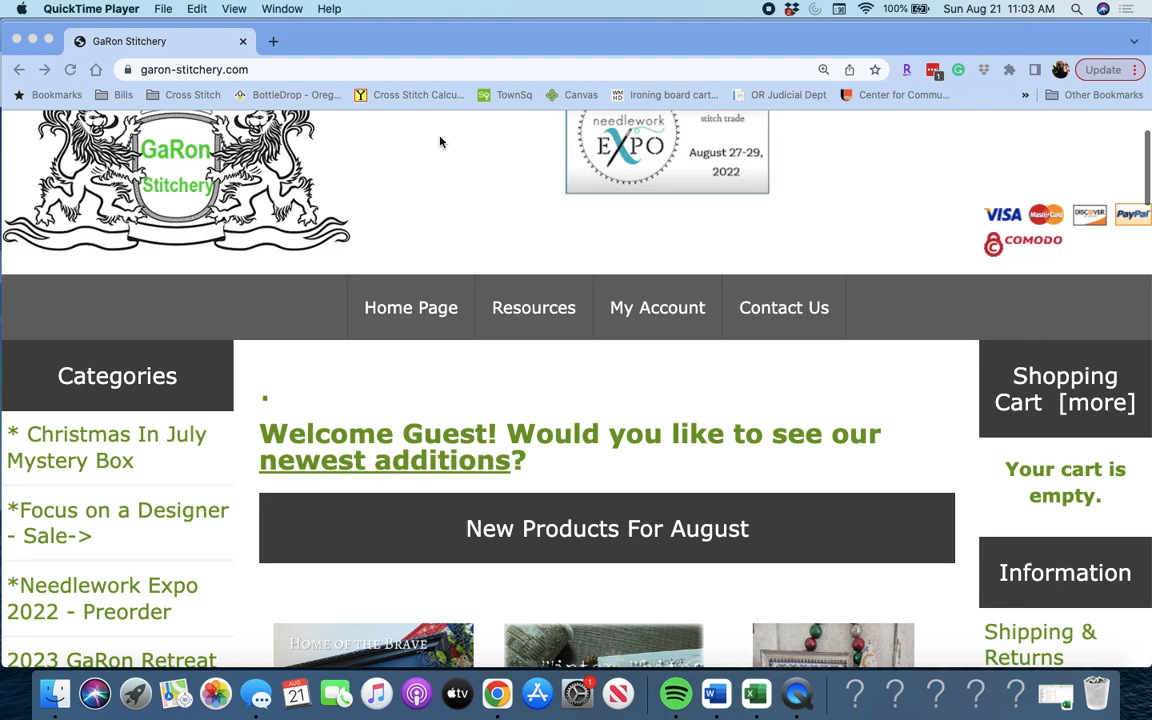 QuickTime Player File Edit View Window Help 100% Sun Aug 21 11:03 AM
GaRon Stitchery
garon-stitchery.com Update
Bookmarks Bills Cross Stitch BottleDrop - Oreg... Cross Stitch Calcu... TownSq Canvas Ironing board cart... OR Judicial Dept Center for Commu... » Other Bookmarks
GaRon
Stitchery
needlework
EXPO
stitch trade
August 27-29,
2022
VISA MasterCard DISCOVER PayPal
COMODO
Home Page Resources My Account Contact Us
Categories
* Christmas In July
Mystery Box
*Focus on a Designer
- Sale->
*Needlework Expo
2022 - Preorder
2023 GaRon Retreat
.
Welcome Guest! Would you like to see our
newest additions?
New Products For August
HOME OF THE BRAVE
Shopping
Cart [more]
Your cart is
empty.
Information
Shipping &
Returns
AUG
21
tv
1